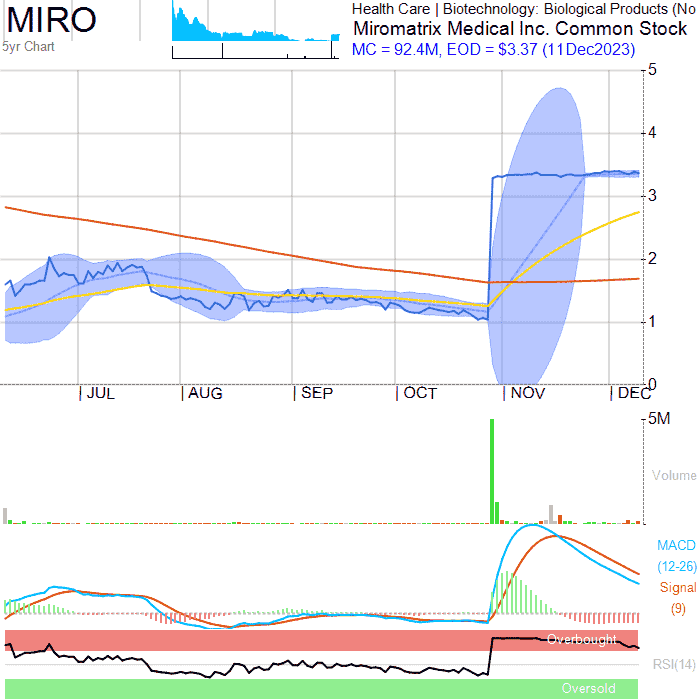 MIRO
5yr Chart
Health Care | Biotechnology: Biological Products (No
Miromatrix Medical Inc. Common Stock
MC = 92.4M, EOD = $3.37 (11Dec2023)
5
4
3
2
1
0
JUL
AUG
SEP
OCT
NOV
DEC
5M
Volume
MACD
(12-26)
Signal
(9)
Overbought
RSI(14)
Oversold